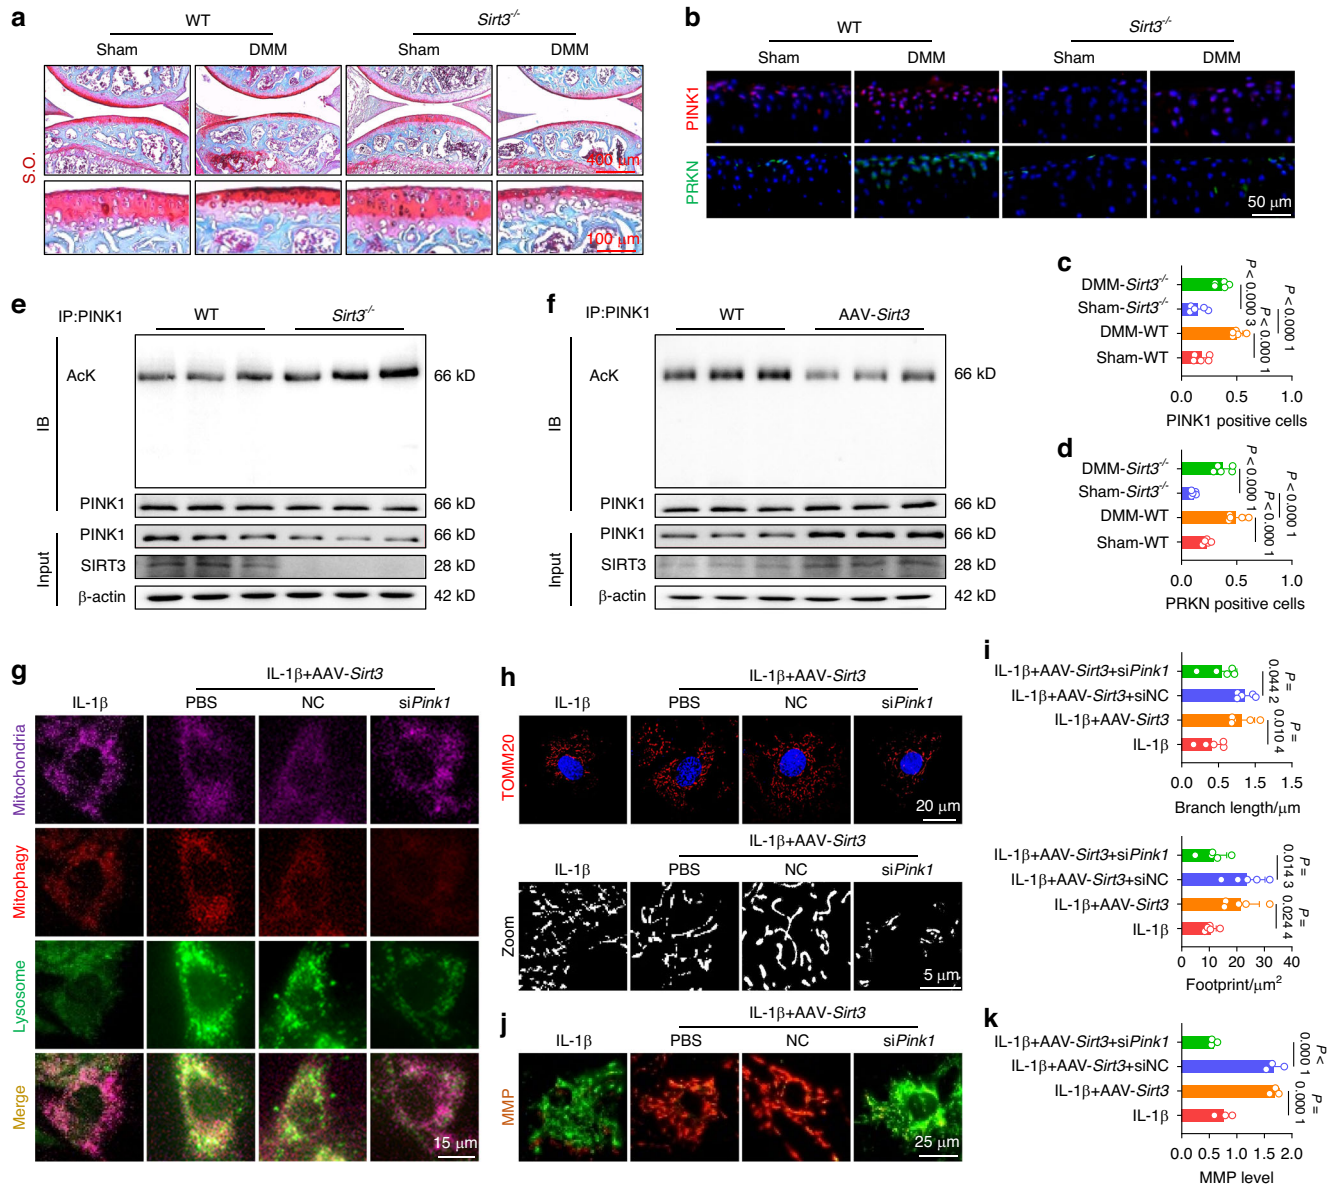 a
WT
Sirt3-/-
Sham
DMM
Sham
DMM
S.O.
400 μm
100 μm
b
WT
Sirt3-/-
Sham
DMM
Sham
DMM
PINK1
PRKN
50 μm
c
DMM-Sirt3-/-
Sham-Sirt3-/-
DMM-WT
Sham-WT
P < 0.000 3
P < 0.000 1
P < 0.000 1
0.0
0.5
1.0
PINK1 positive cells
d
DMM-Sirt3-/-
Sham-Sirt3-/-
DMM-WT
Sham-WT
P < 0.000 1
P < 0.000 1
P < 0.000 1
0.0
0.5
1.0
PRKN positive cells
e
IP:PINK1
WT
Sirt3-/-
IB
AcK
66 kD
PINK1
66 kD
Input
PINK1
66 kD
SIRT3
28 kD
β-actin
42 kD
f
IP:PINK1
WT
AAV-Sirt3
IB
AcK
66 kD
PINK1
66 kD
Input
PINK1
66 kD
SIRT3
28 kD
β-actin
42 kD
g
IL-1β+AAV-Sirt3
IL-1β
PBS
NC
siPink1
Mitochondria
Mitophagy
Lysosome
Merge
15 μm
h
IL-1β+AAV-Sirt3
IL-1β
PBS
NC
siPink1
TOMM20
20 μm
IL-1β+AAV-Sirt3
IL-1β
PBS
NC
siPink1
Zoom
5 μm
i
IL-1β+AAV-Sirt3+siPink1
IL-1β+AAV-Sirt3+siNC
IL-1β+AAV-Sirt3
IL-1β
P =
0.044 2
P =
0.010 4
0.0
0.5
1.5
1.5
Branch length/μm
IL-1β+AAV-Sirt3+siPink1
IL-1β+AAV-Sirt3+siNC
IL-1β+AAV-Sirt3
IL-1β
P =
0.014 3
P =
0.024 4
0
10
20
30
40
Footprint/μm2
j
IL-1β+AAV-Sirt3
IL-1β
PBS
NC
siPink1
MMP
25 μm
k
IL-1β+AAV-Sirt3+siPink1
IL-1β+AAV-Sirt3+siNC
IL-1β+AAV-Sirt3
IL-1β
P <
0.000 1
P =
0.000 1
0.0
0.5
1.0
1.5
2.0
MMP level